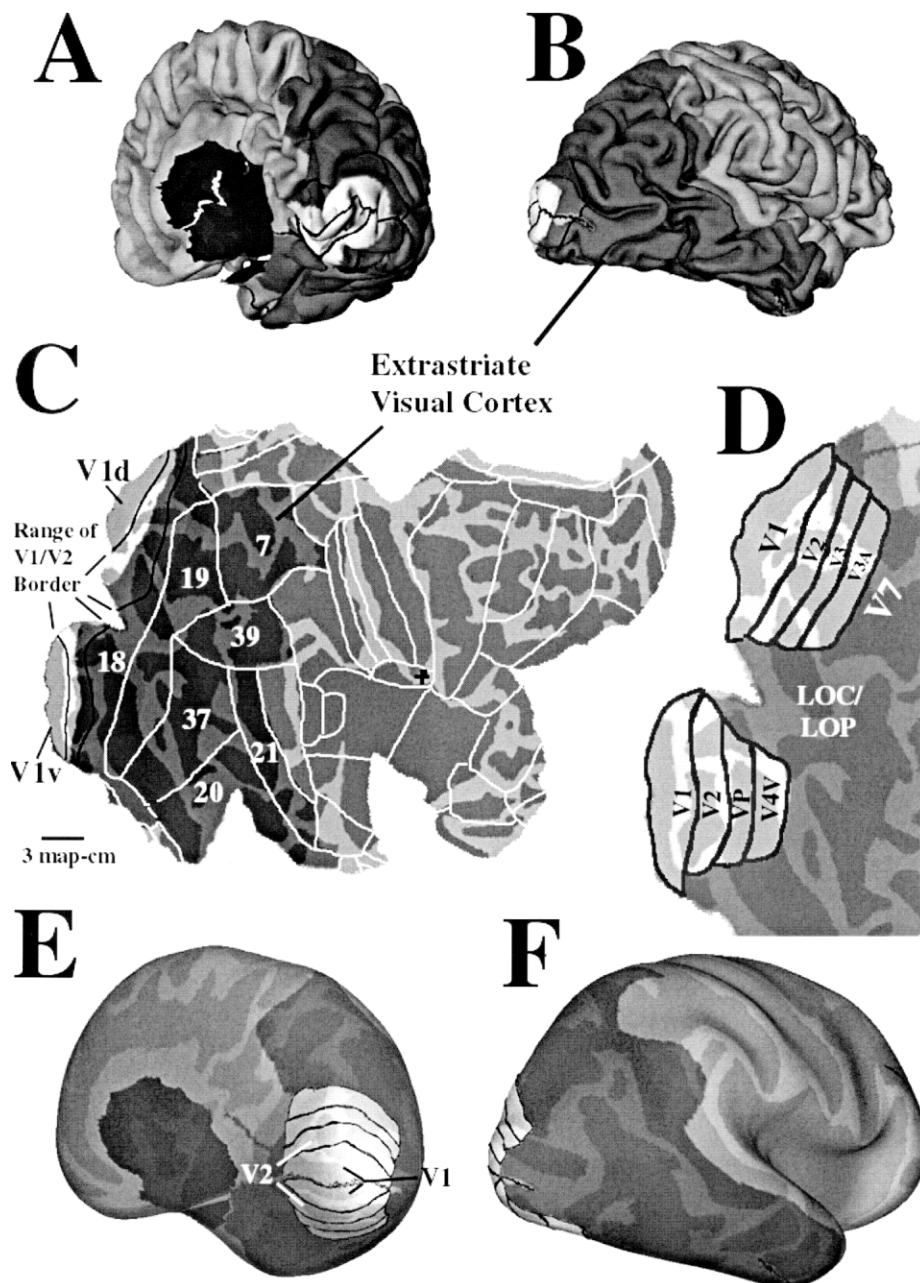 A
B
Extrastriate
Visual Cortex
C
V1d
Range of
V1/V2
Border
7
19
39
18
37
21
20
V1v
3 map-cm
D
V1
V2
V3
V3A
V7
LOC/
LOP
V1
V2
VP
V4V
E
V2
V1
F